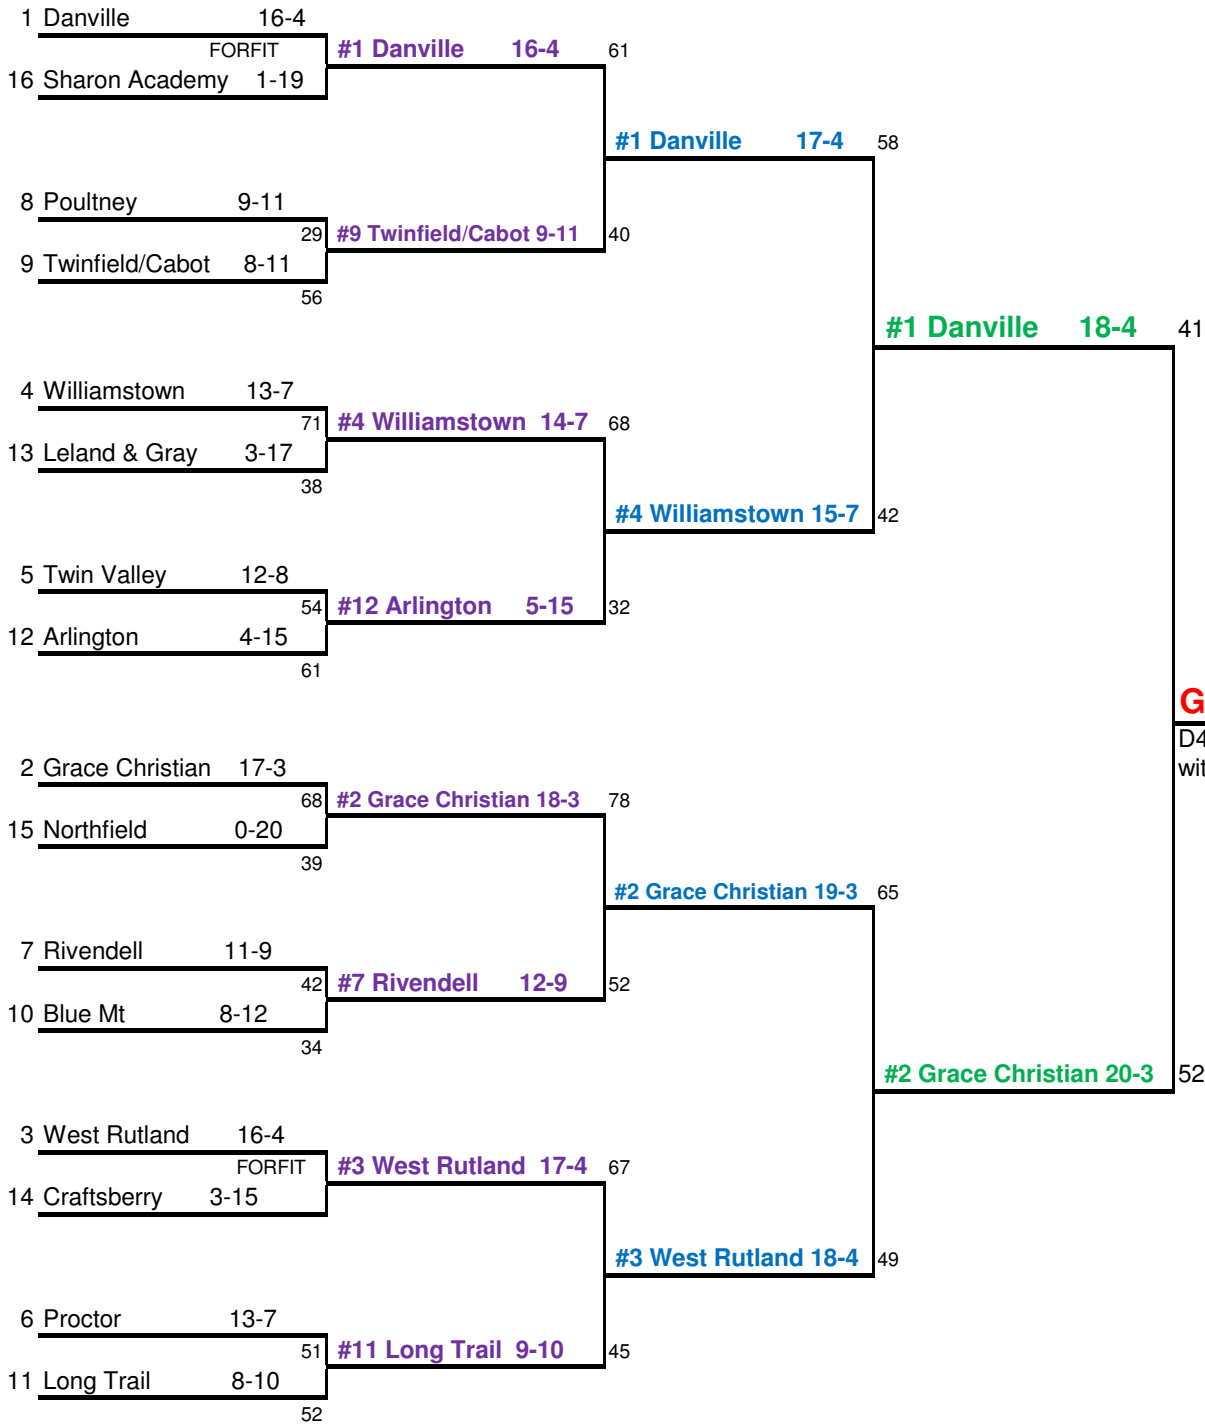 1 Danville 16-4
FORFIT
16 Sharon Academy 1-19
#1 Danville 16-4 61
#1 Danville 17-4 58
8 Poultney 9-11
29
9 Twinfield/Cabot 8-11
56
#9 Twinfield/Cabot 9-11 40
#1 Danville 18-4 41
4 Williamstown 13-7
71
13 Leland & Gray 3-17
38
#4 Williamstown 14-7 68
#4 Williamstown 15-7 42
5 Twin Valley 12-8
54
12 Arlington 4-15
61
#12 Arlington 5-15 32
G
D4
wit
2 Grace Christian 17-3
68
15 Northfield 0-20
39
#2 Grace Christian 18-3 78
#2 Grace Christian 19-3 65
7 Rivendell 11-9
42
10 Blue Mt 8-12
34
#7 Rivendell 12-9 52
#2 Grace Christian 20-3 52
3 West Rutland 16-4
FORFIT
14 Craftsberry 3-15
#3 West Rutland 17-4 67
#3 West Rutland 18-4 49
6 Proctor 13-7
51
11 Long Trail 8-10
52
#11 Long Trail 9-10 45